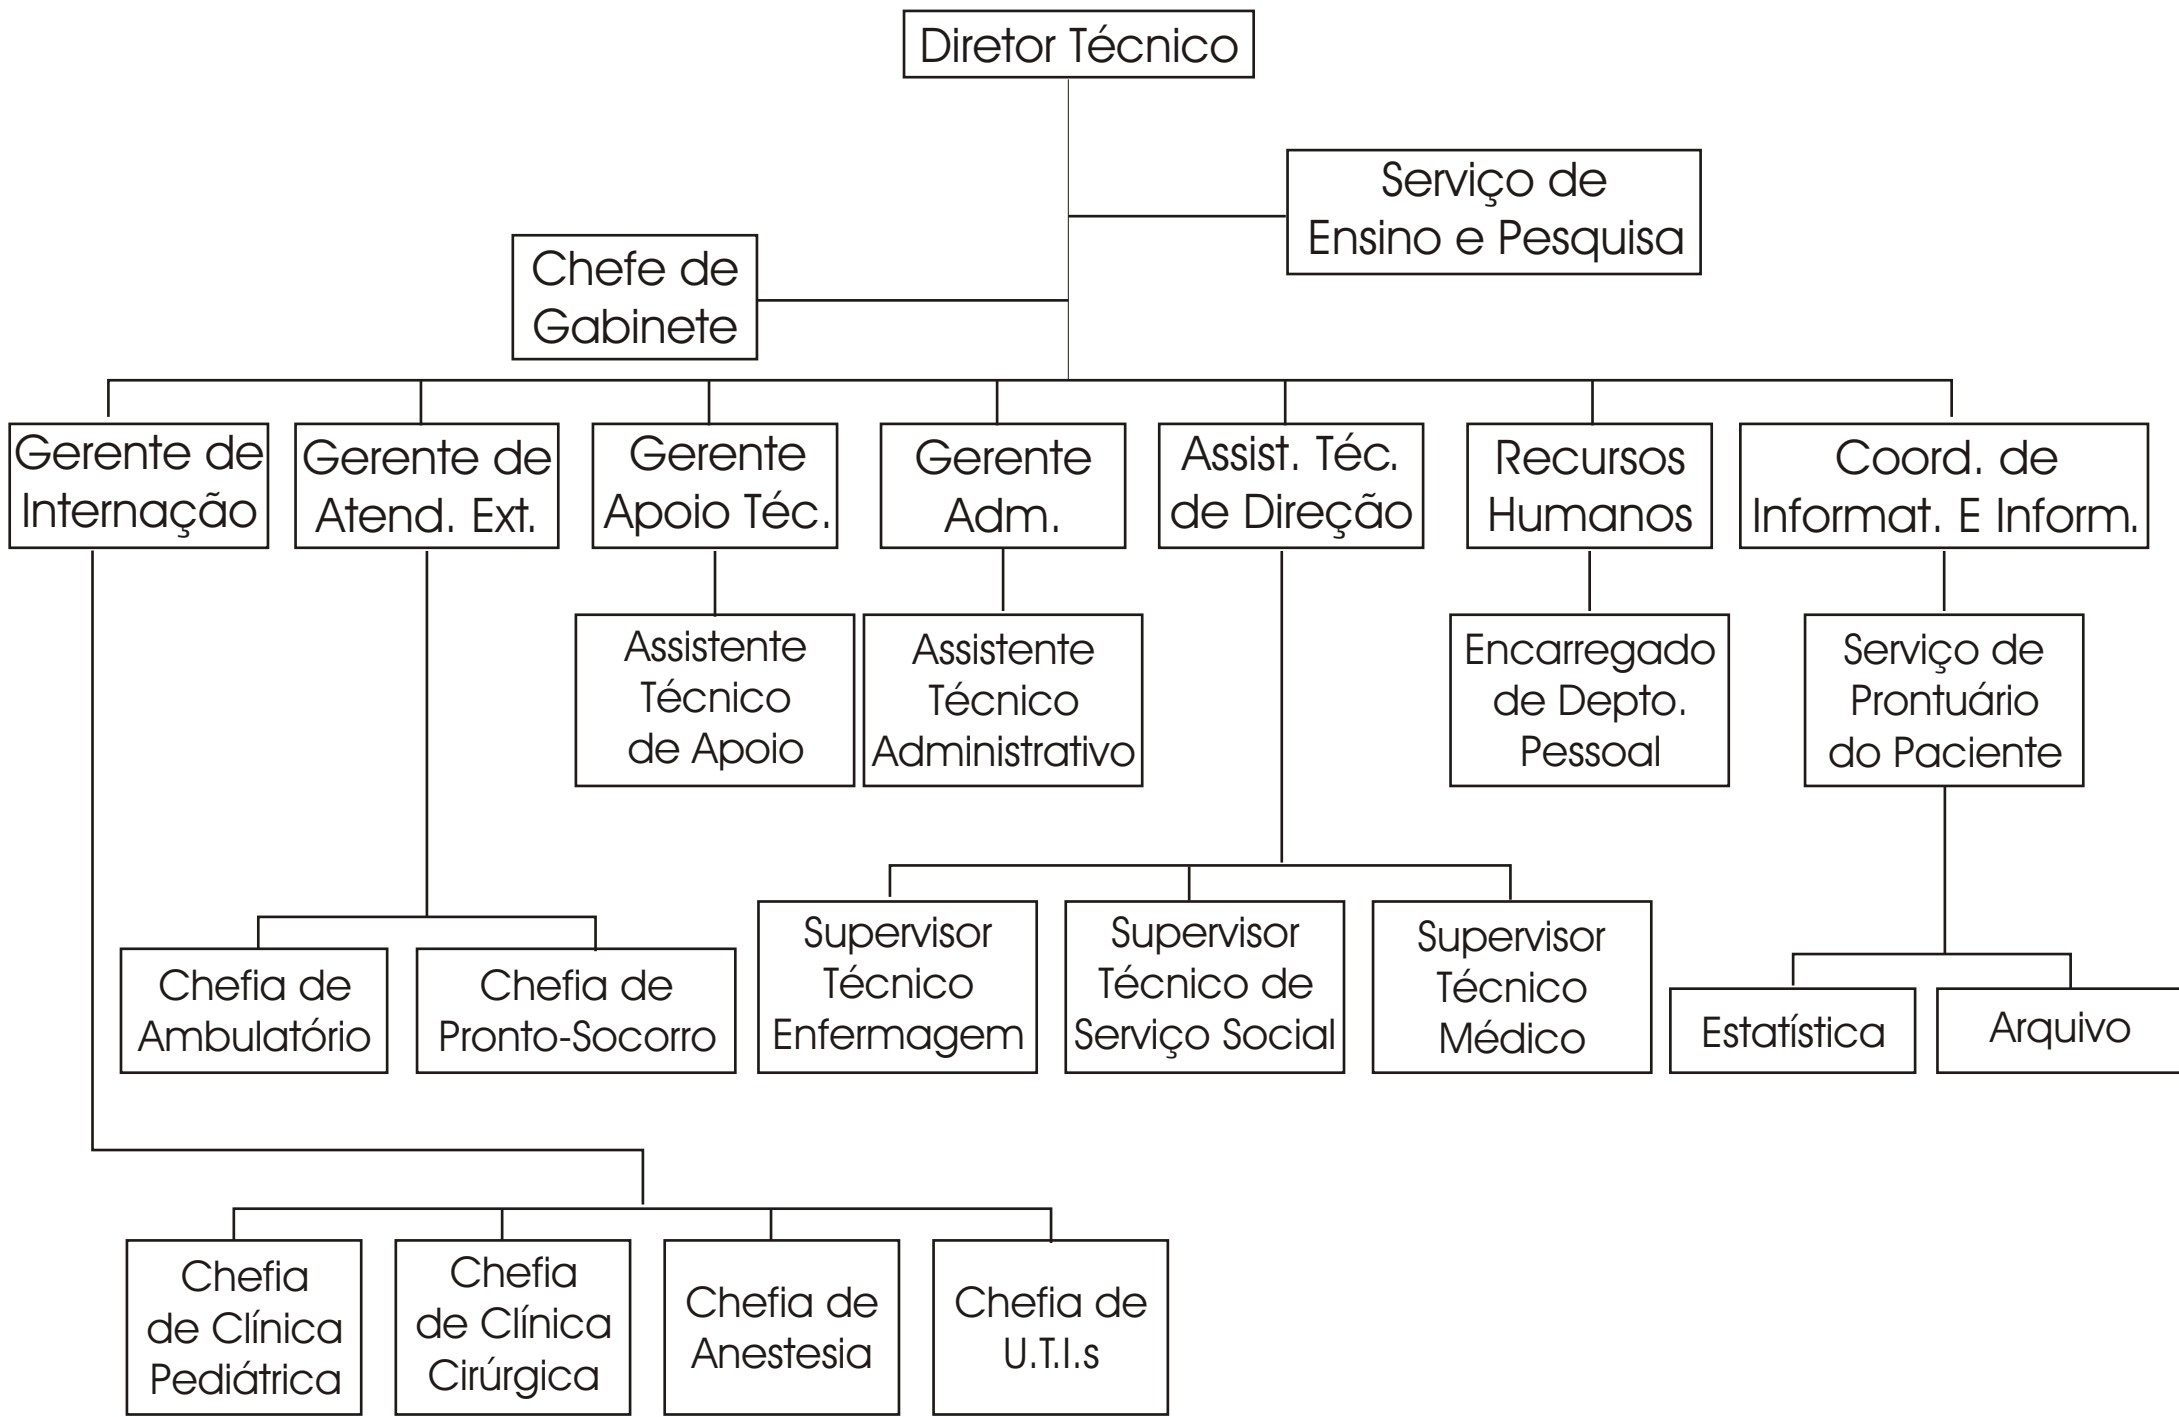 Diretor Técnico
Serviço de
Ensino e Pesquisa
Chefe de
Gabinete
Gerente de
Internação
Gerente de
Atend. Ext.
Gerente
Apoio Téc.
Gerente
Adm.
Assist. Téc.
de Direção
Recursos
Humanos
Coord. de
Informat. E Inform.
Assistente
Técnico
de Apoio
Assistente
Técnico
Administrativo
Encarregado
de Depto.
Pessoal
Serviço de
Prontuário
do Paciente
Chefia de
Ambulatório
Chefia de
Pronto-Socorro
Supervisor
Técnico
Enfermagem
Supervisor
Técnico de
Serviço Social
Supervisor
Técnico
Médico
Estatística
Arquivo
Chefia
de Clínica
Pediátrica
Chefia
de Clínica
Cirúrgica
Chefia de
Anestesia
Chefia de
U.T.I.s